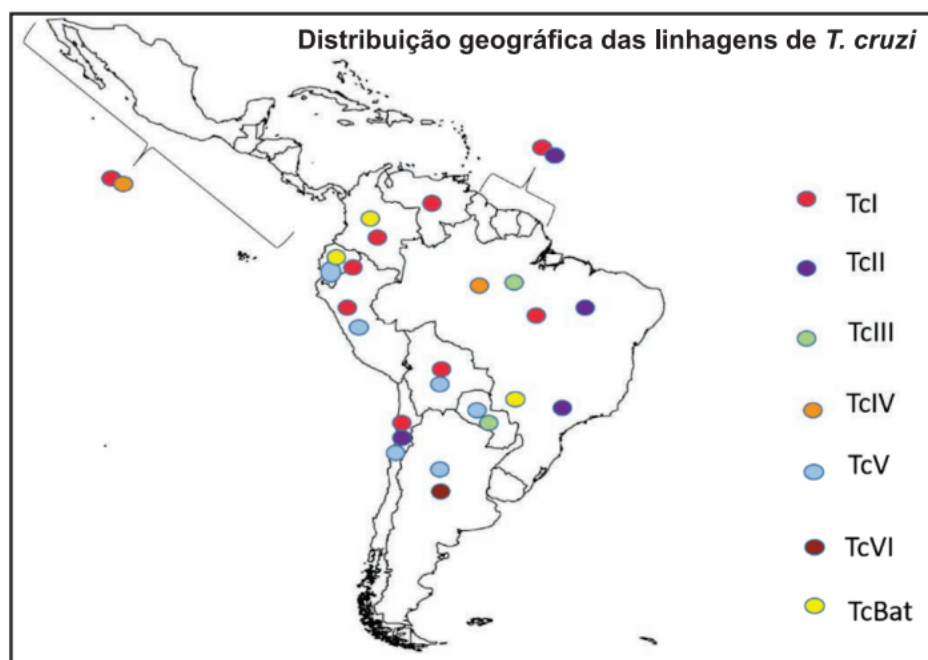 Distribuição geográfica das linhagens de T. cruzi
TcI
TcII
TcIII
TcIV
TcV
TcVI
TcBat